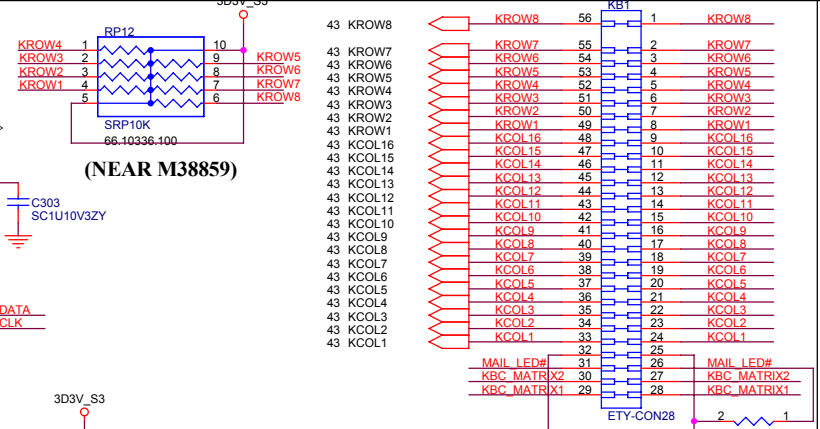 3D3V_S3
KB1
43 KROW8
KROW8 56 1 KROW8
RP12
KROW4 1 10
KROW3 2 9 KROW5
KROW2 3 8 KROW6
KROW1 4 7 KROW7
5 6 KROW8
SRP10K
66.10336.100
(NEAR M38859)
C303
SC1U10V3ZY
DATA
CLK
3D3V_S3
43 KROW7
43 KROW6
43 KROW5
43 KROW4
43 KROW3
43 KROW2
43 KROW1
43 KCOL16
43 KCOL15
43 KCOL14
43 KCOL13
43 KCOL12
43 KCOL11
43 KCOL10
43 KCOL9
43 KCOL8
43 KCOL7
43 KCOL6
43 KCOL5
43 KCOL4
43 KCOL3
43 KCOL2
43 KCOL1
KROW7 55 2 KROW7
KROW6 54 3 KROW6
KROW5 53 4 KROW5
KROW4 52 5 KROW4
KROW3 51 6 KROW3
KROW2 50 7 KROW2
KROW1 49 8 KROW1
KCOL16 48 9 KCOL16
KCOL15 47 10 KCOL15
KCOL14 46 11 KCOL14
KCOL13 45 12 KCOL13
KCOL12 44 13 KCOL12
KCOL11 43 14 KCOL11
KCOL10 42 15 KCOL10
KCOL9 41 16 KCOL9
KCOL8 40 17 KCOL8
KCOL7 39 18 KCOL7
KCOL6 38 19 KCOL6
KCOL5 37 20 KCOL5
KCOL4 36 21 KCOL4
KCOL3 35 22 KCOL3
KCOL2 34 23 KCOL2
KCOL1 33 24 KCOL1
32 25
MAIL_LED# 31 26 MAIL_LED#
KBC_MATRIX2 30 27 KBC_MATRIX2
KBC_MATRIX1 29 28 KBC_MATRIX1
ETY-CON28
2 1